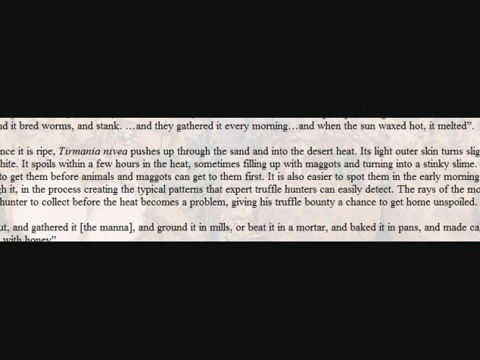 d it bred worms, and stank. …and they gathered it every morning…and when the sun waxed hot, it melted”.
nce it is ripe, Tirmania nivea pushes up through the sand and into the desert heat. Its light outer skin turns slig
hite. It spoils within a few hours in the heat, sometimes filling up with maggots and turning into a stinky slime.
to get them before animals and maggots can get to them first. It is also easier to spot them in the early morning
gh it, in the process creating the typical patterns that expert truffle hunters can easily detect. The rays of the mo
hunter to collect before the heat becomes a problem, giving his truffle bounty a chance to get home unspoiled.
ut, and gathered it [the manna], and ground it in mills, or beat it in a mortar, and baked it in pans, and made ca
with honey”